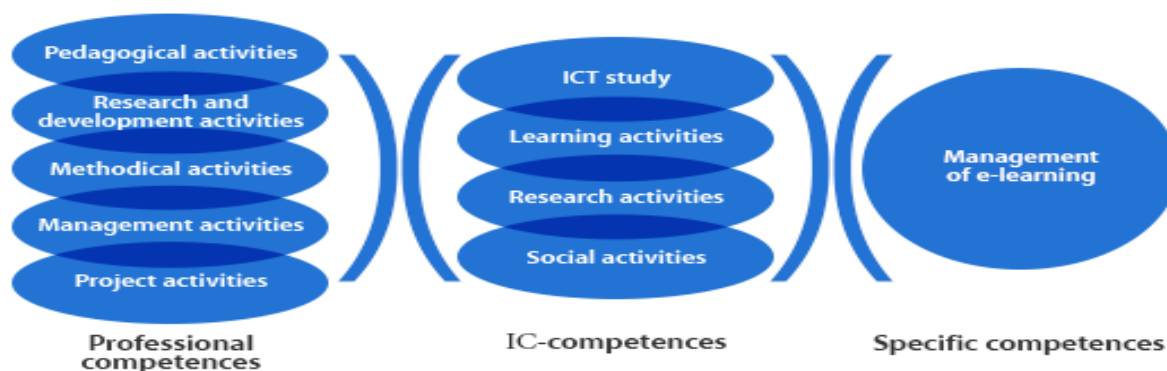 Pedagogical activities
Research and
development activities
Methodical activities
Management activities
Project activities
Professional
competences
ICT study
Learning activities
Research activities
Social activities
IC-competences
Management
of e-learning
Specific competences